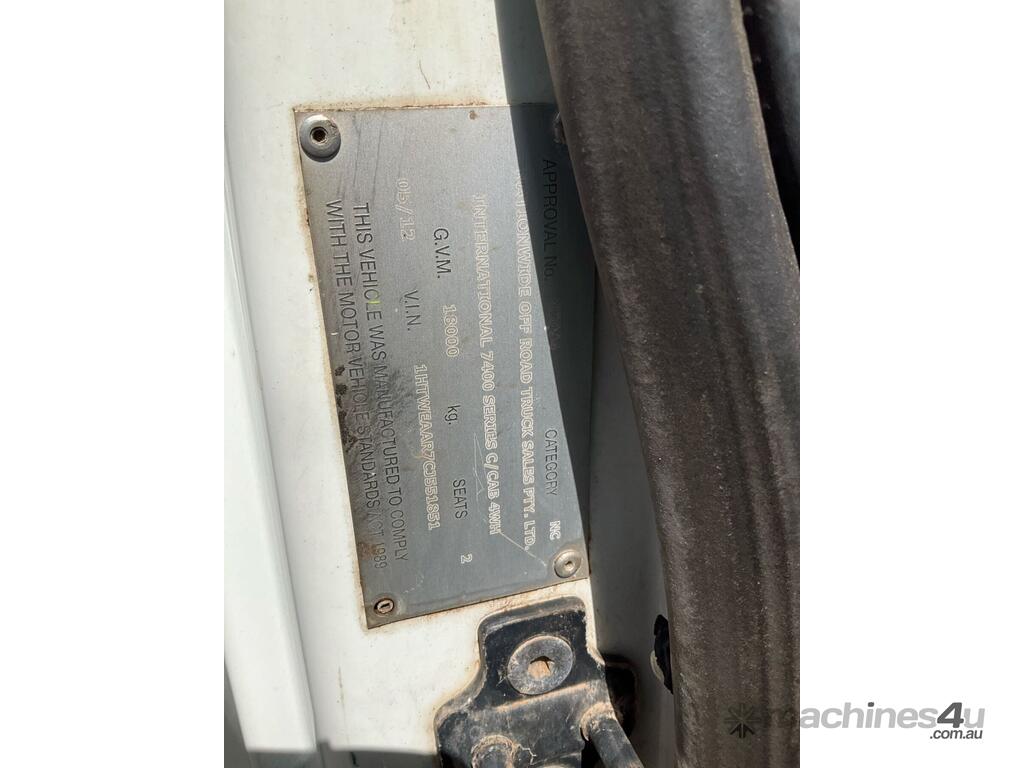 APPROVAL No. CATEGORY NC
NATIONWIDE OFF ROAD TRUCK SALES PTY. LTD.
INTERNATIONAL 7400 SERIES C/CAB 4WH
G.V.M. 18000 kg. SEATS 2
05/12 V.I.N. 1HTWEAAR7CJ551851
THIS VEHICLE WAS MANUFACTURED TO COMPLY
WITH THE MOTOR VEHICLE STANDARDS ACT 1989
machines4u
.com.au